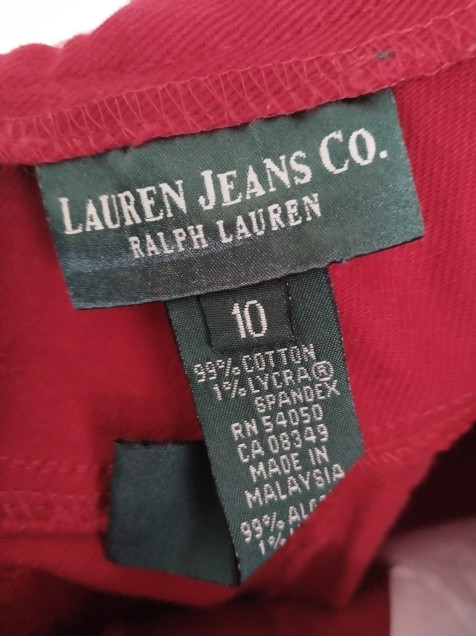 LAUREN JEANS CO.
RALPH LAUREN
10
99% COTTON
1% LYCRA®
SPANDEX
RN 54050
CA 08349
MADE IN
MALAYSIA
99%
1%